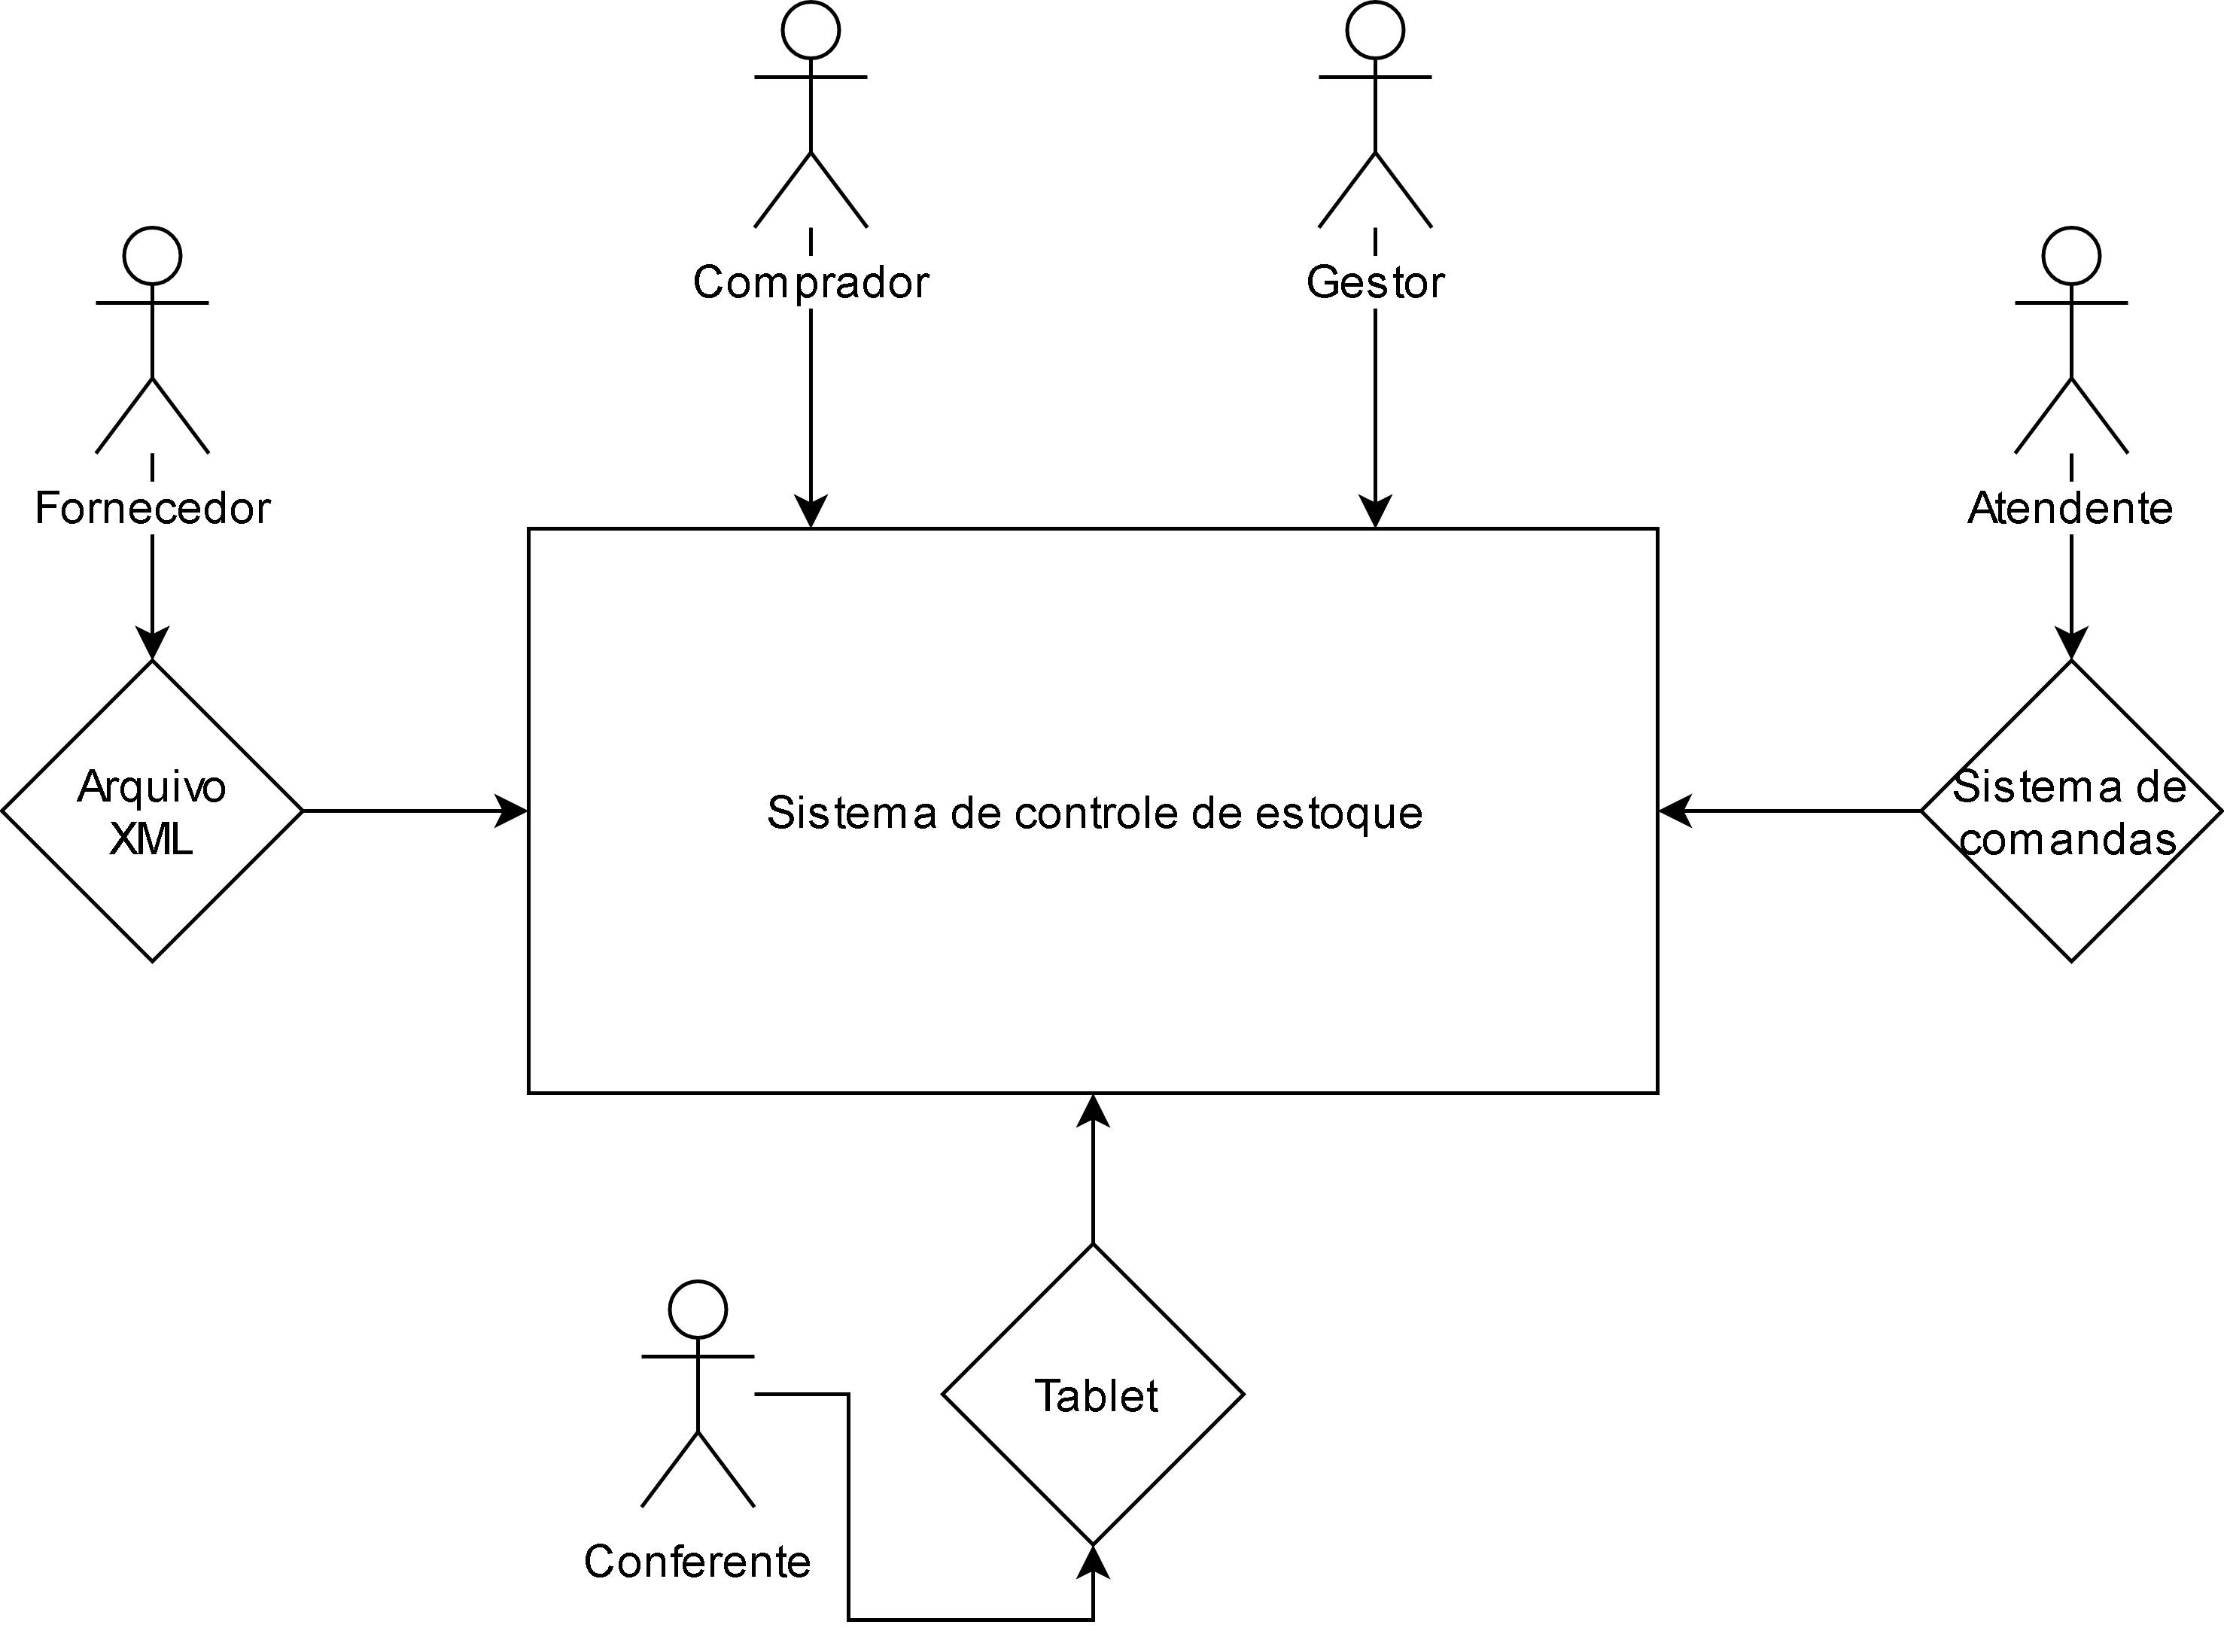 Comprador
Gestor
Fornecedor
Atendente
Arquivo
XML
Sistema de controle de estoque
Sistema de
comandas
Tablet
Conferente